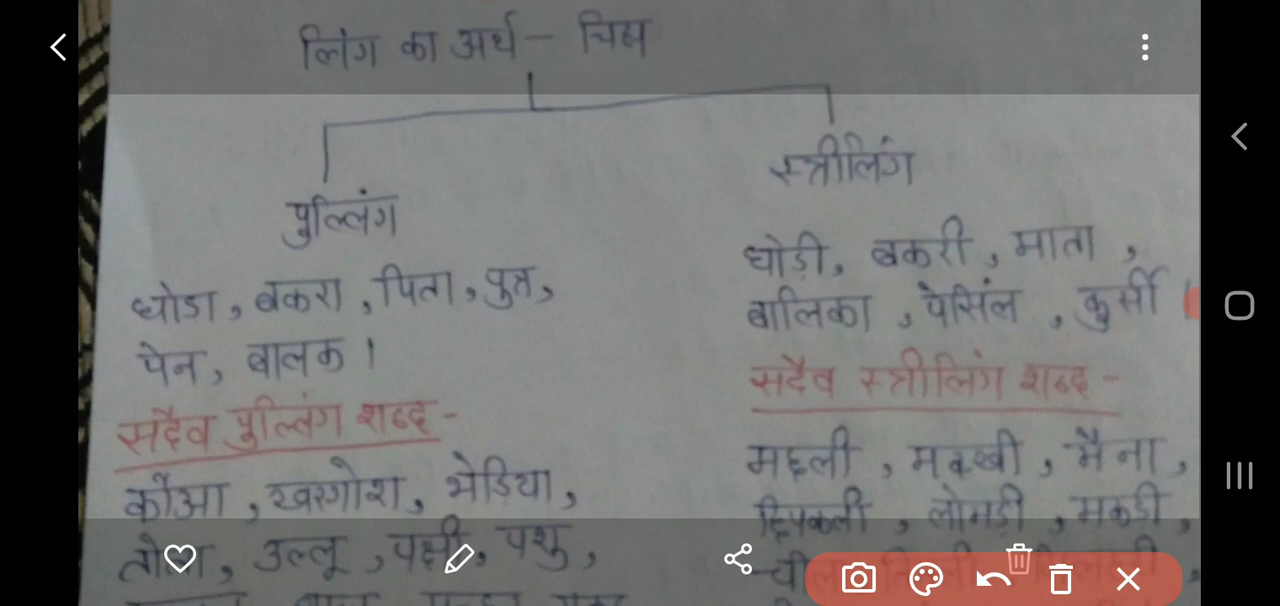 लिंग का अर्थ – चिह्न
पुल्लिंग
घोडा, बकरा, पिता, पुत्र,
पेन, बालक।
सदैव पुल्लिंग शब्द -
कौआ, खरगोश, भेडिया,
तोता, उल्लू, पक्षी, पशु,
स्त्रीलिंग
घोड़ी, बकरी, माता,
बालिका, पेसिंल, कुर्सी
सदैव स्त्रीलिंग शब्द -
मछली, मक्खी, मैना,
छिपकली, लोमड़ी, मकड़ी,